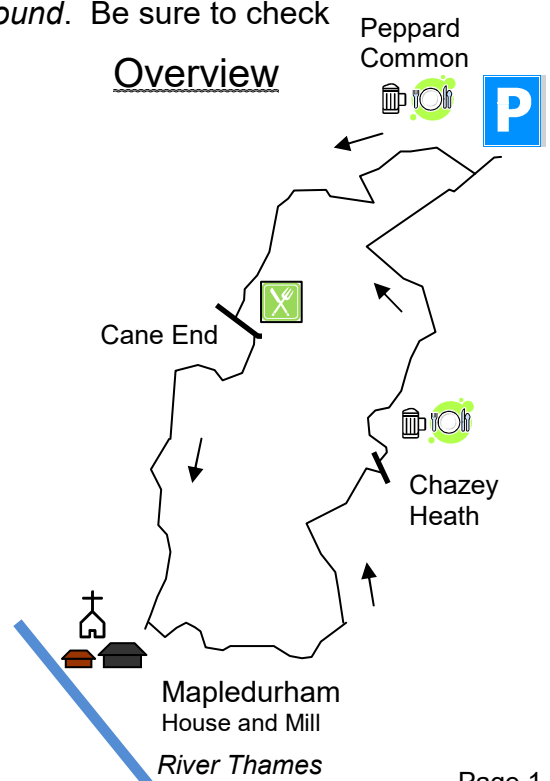 ound. Be sure to check
Overview
Peppard
Common
P
Cane End
Chazey
Heath
Mapledurham
House and Mill
River Thames
Page 1